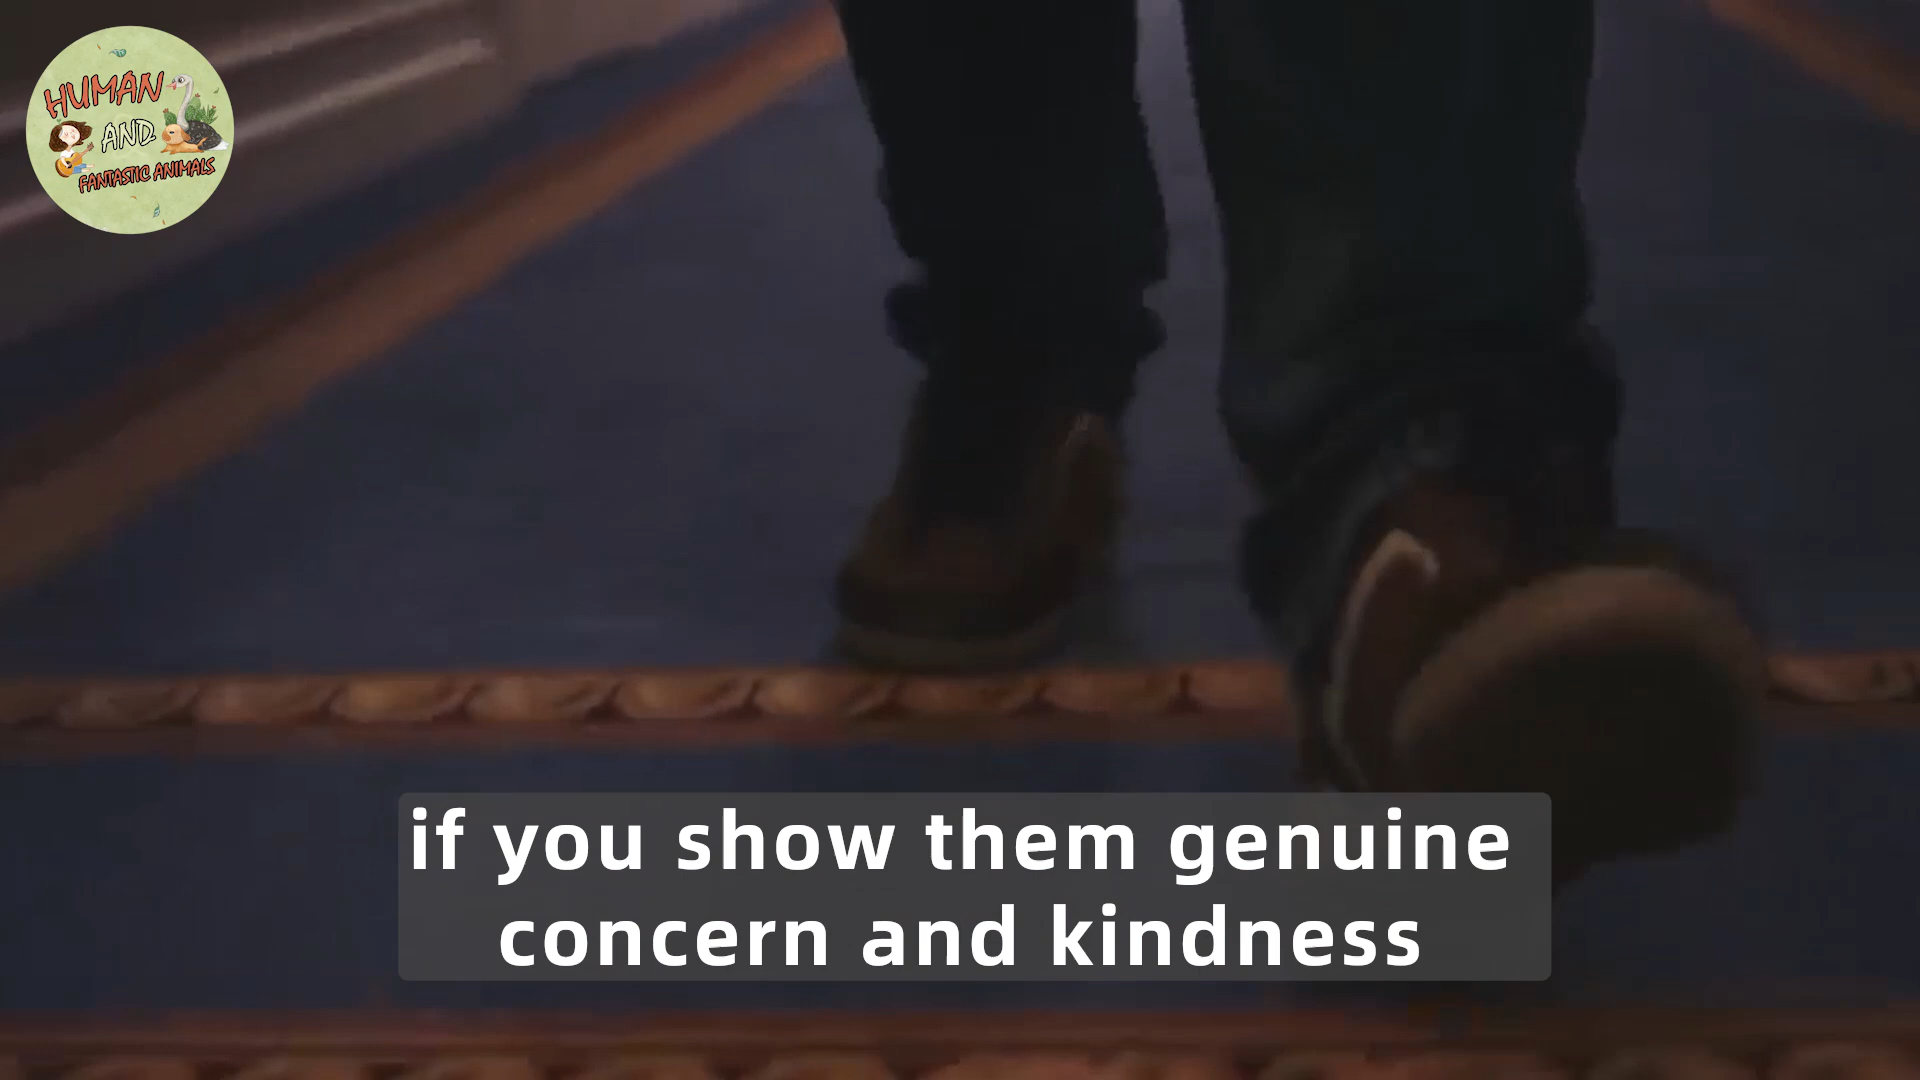 HUMAN
AND
FANTASTIC ANIMALS
if you show them genuine
concern and kindness